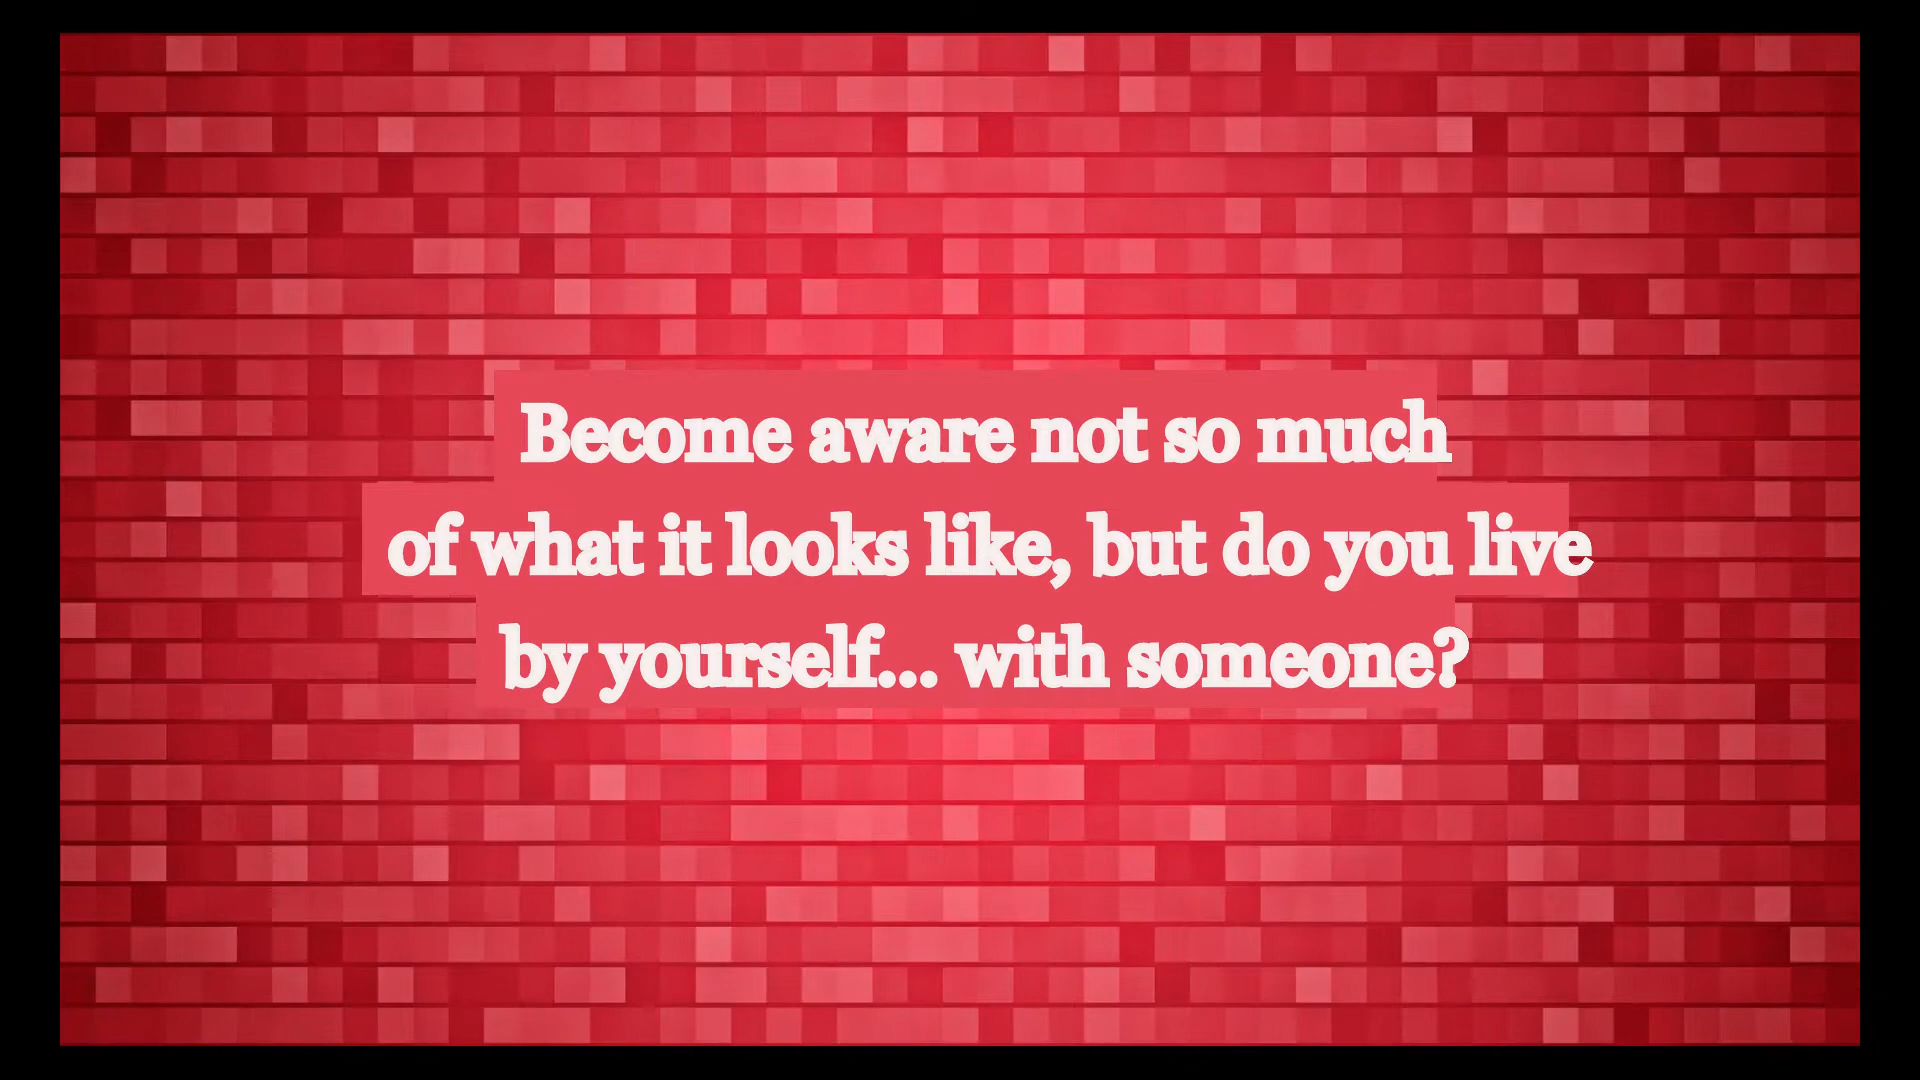 Become aware not so much
of what it looks like, but do you live
by yourself... with someone?